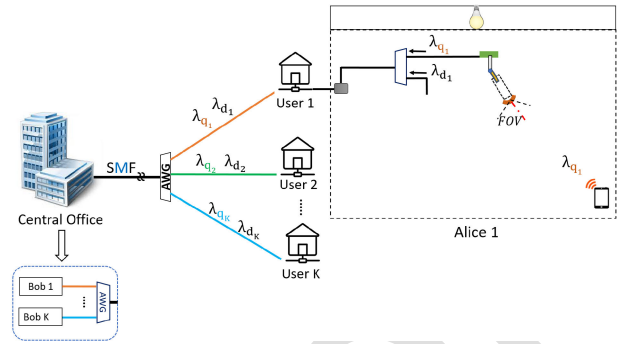 λq₁
λd₁
FOV
λq₁
Alice 1
User 1
λq₁ λd₁
SMF
AWG
λq₂ λd₂
User 2
λqK
λdK
User K
Central Office
Bob 1
Bob K
AWG